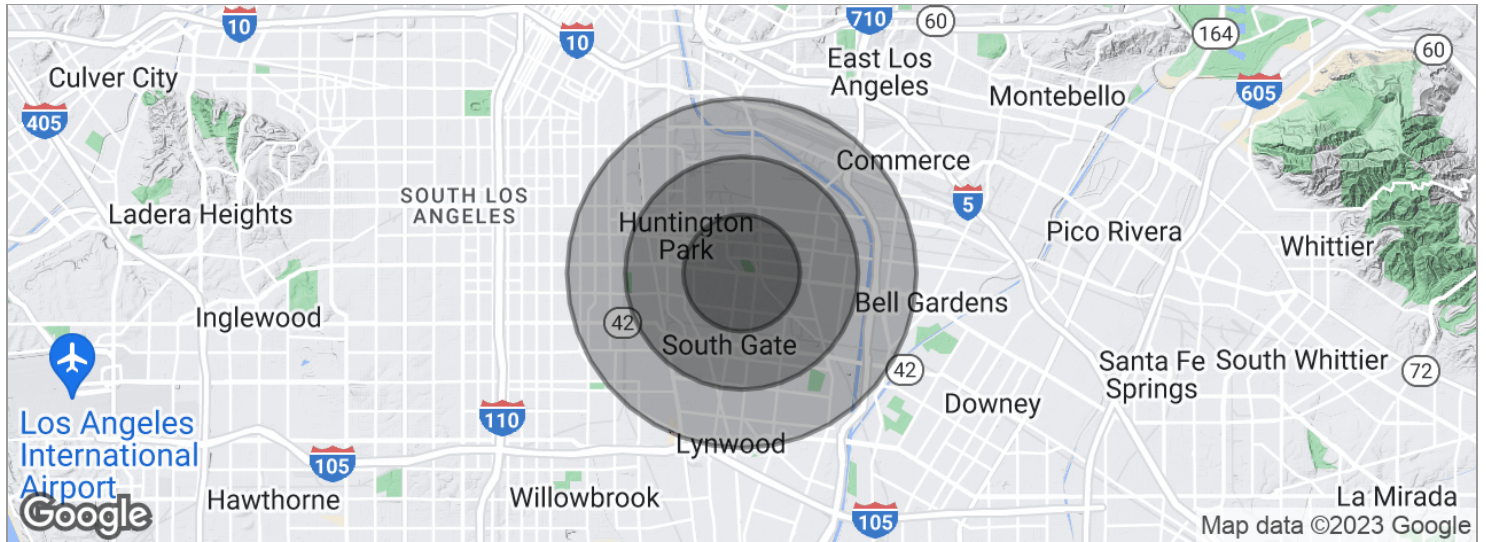 10
710
60
10
164
60
East Los
Angeles
Culver City
605
Montebello
405
Commerce
SOUTH LOS
ANGELES
5
Ladera Heights
Huntington
Park
Pico Rivera
Whittier
Bell Gardens
Inglewood
42
South Gate
Santa Fe
Springs
South Whittier
42
72
Downey
110
Los Angeles
International
Airport
Lynwood
105
Hawthorne
Willowbrook
La Mirada
105
Google
Map data ©2023 Google